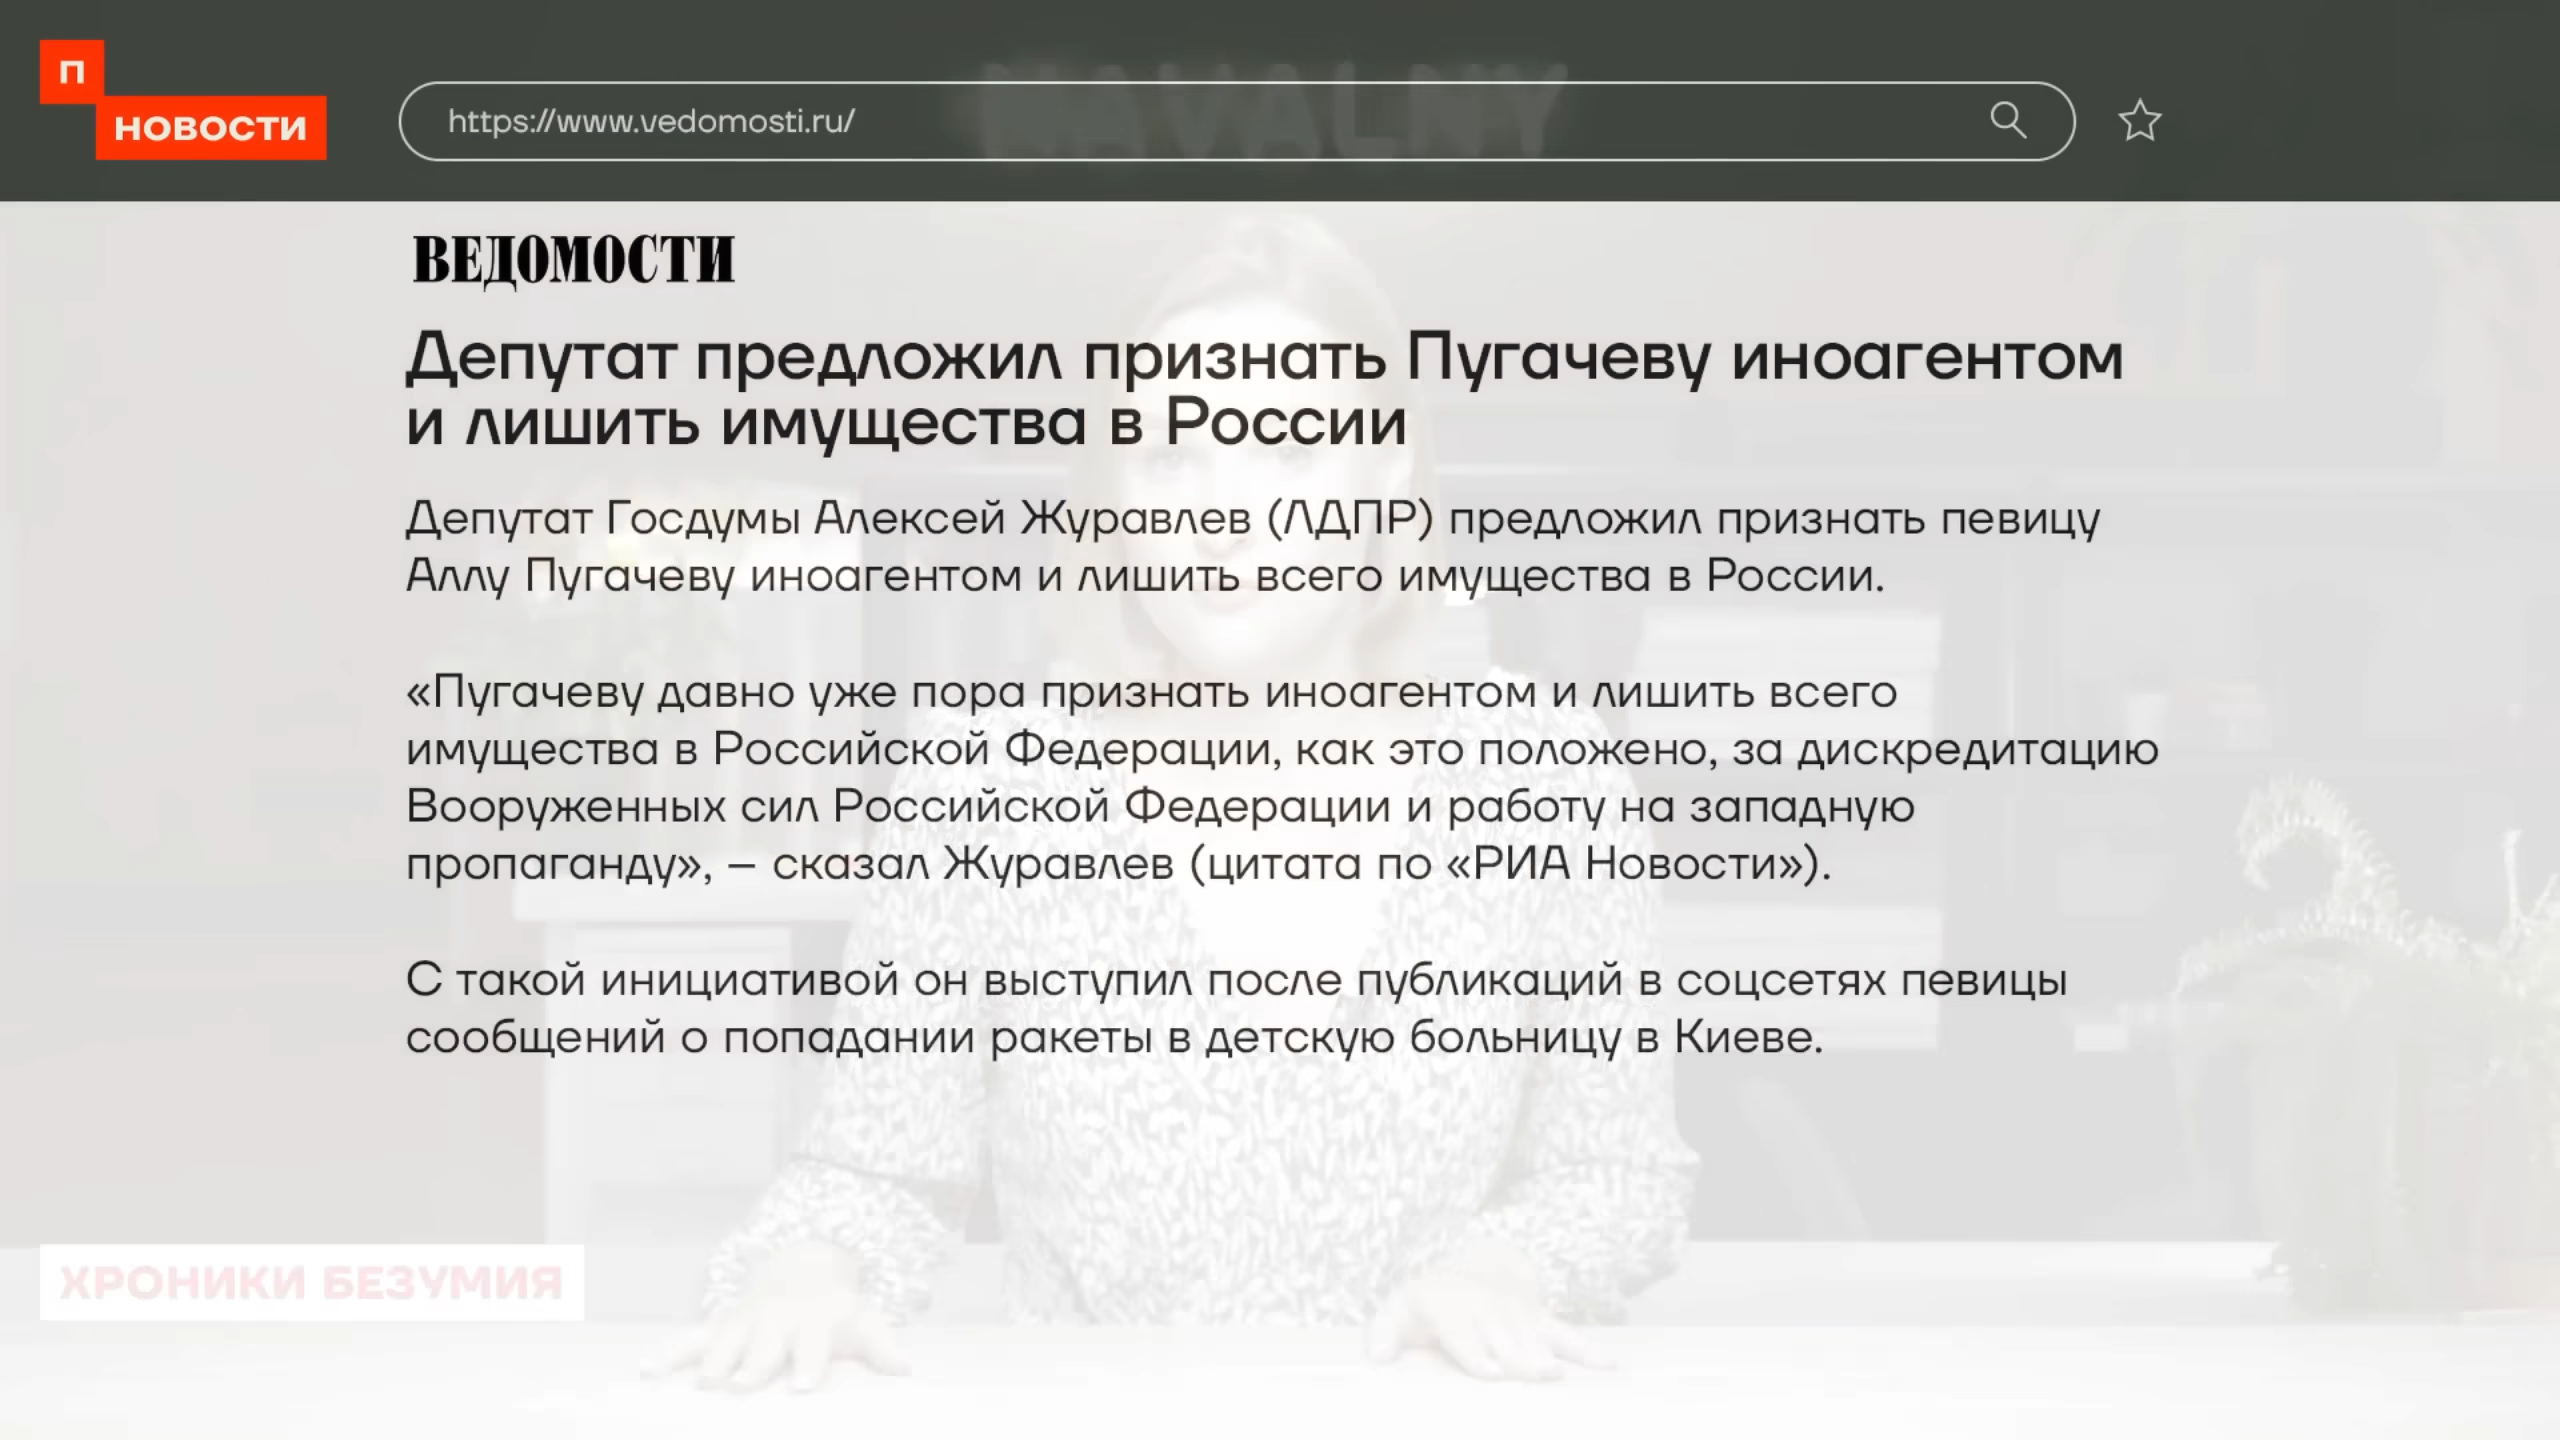 П
НОВОСТИ
NAVALNY
https://www.vedomosti.ru/
ВЕДОМОСТИ
Депутат предложил признать Пугачеву иноагентом
и лишить имущества в России
Депутат Госдумы Алексей Журавлев (ЛДПР) предложил признать певицу
Аллу Пугачеву иноагентом и лишить всего имущества в России.
«Пугачеву давно уже пора признать иноагентом и лишить всего
имущества в Российской Федерации, как это положено, за дискредитацию
Вооруженных сил Российской Федерации и работу на западную
пропаганду», – сказал Журавлев (цитата по «РИА Новости»).
С такой инициативой он выступил после публикаций в соцсетях певицы
сообщений о попадании ракеты в детскую больницу в Киеве.
ХРОНИКИ БЕЗУМИЯ